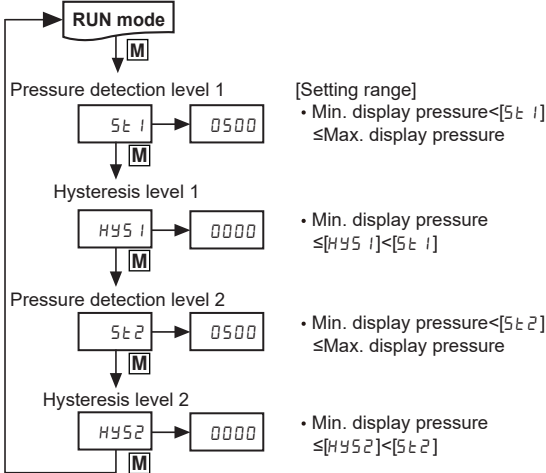 RUN mode
M
Pressure detection level 1
[Setting range]
St 1
0500
• Min. display pressure<[St 1]
≤Max. display pressure
M
Hysteresis level 1
HYS 1
0000
• Min. display pressure
≤[HYS 1]<[St 1]
M
Pressure detection level 2
St2
0500
• Min. display pressure<[St2]
≤Max. display pressure
M
Hysteresis level 2
HYS2
0000
• Min. display pressure
≤[HYS2]<[St2]
M